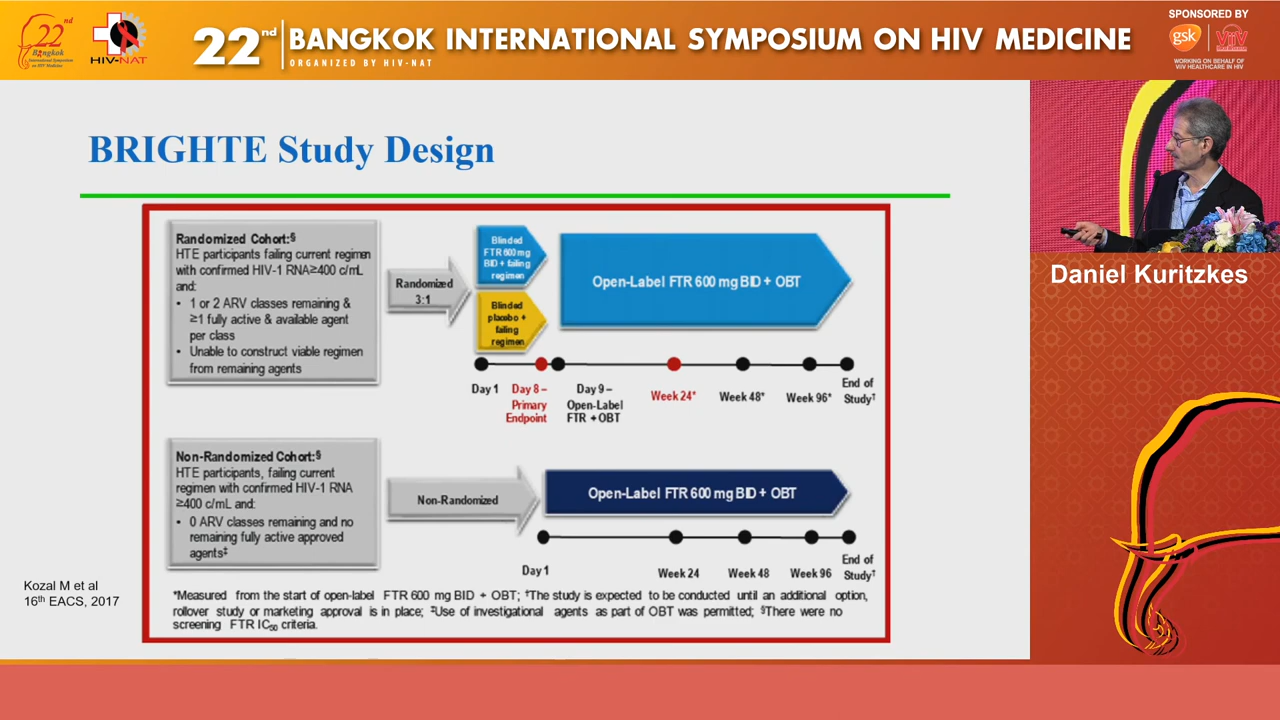 22nd
Bangkok
International Symposium
on HIV Medicine
HIV-NAT
22nd BANGKOK INTERNATIONAL SYMPOSIUM ON HIV MEDICINE
ORGANIZED BY HIV-NAT
SPONSORED BY
gsk
ViiV
Healthcare
WORKING ON BEHALF OF
ViiV HEALTHCARE IN HIV
BRIGHTE Study Design
Randomized Cohort:§
HTE participants failing current regimen
with confirmed HIV-1 RNA≥400 c/mL
and:
• 1 or 2 ARV classes remaining &
≥1 fully active & available agent
per class
• Unable to construct viable regimen
from remaining agents
Randomized
3:1
Blinded
FTR 600 mg
BID + failing
regimen
Blinded
placebo +
failing
regimen
Open-Label FTR 600 mg BID + OBT
Day 1
Day 8 –
Primary
Endpoint
Day 9 –
Open-Label
FTR + OBT
Week 24*
Week 48*
Week 96*
End of
Study†
Non-Randomized Cohort:§
HTE participants, failing current
regimen with confirmed HIV-1 RNA
≥400 c/mL and:
• 0 ARV classes remaining and no
remaining fully active approved
agents‡
Non-Randomized
Open-Label FTR 600 mg BID + OBT
Day 1
Week 24
Week 48
Week 96
End of
Study†
*Measured from the start of open-label FTR 600 mg BID + OBT; †The study is expected to be conducted until an additional option,
rollover study or marketing approval is in place; ‡Use of investigational agents as part of OBT was permitted; §There were no
screening FTR IC50 criteria.
Kozal M et al
16th EACS, 2017
Daniel Kuritzkes